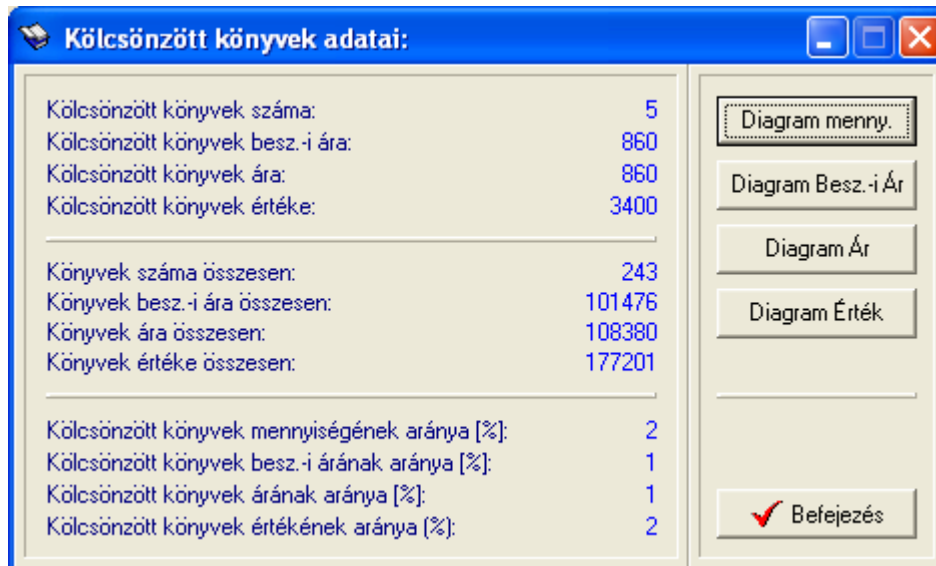 Kölcsönzött könyvek adatai:
Kölcsönzött könyvek száma: 5
Kölcsönzött könyvek besz.-i ára: 860
Kölcsönzött könyvek ára: 860
Kölcsönzött könyvek értéke: 3400
Könyvek száma összesen: 243
Könyvek besz.-i ára összesen: 101476
Könyvek ára összesen: 108380
Könyvek értéke összesen: 177201
Kölcsönzött könyvek mennyiségének aránya [%]: 2
Kölcsönzött könyvek besz.-i árának aránya [%]: 1
Kölcsönzött könyvek árának aránya [%]: 1
Kölcsönzött könyvek értékének aránya [%]: 2
Diagram menny.
Diagram Besz.-i Ár
Diagram Ár
Diagram Érték
Befejezés